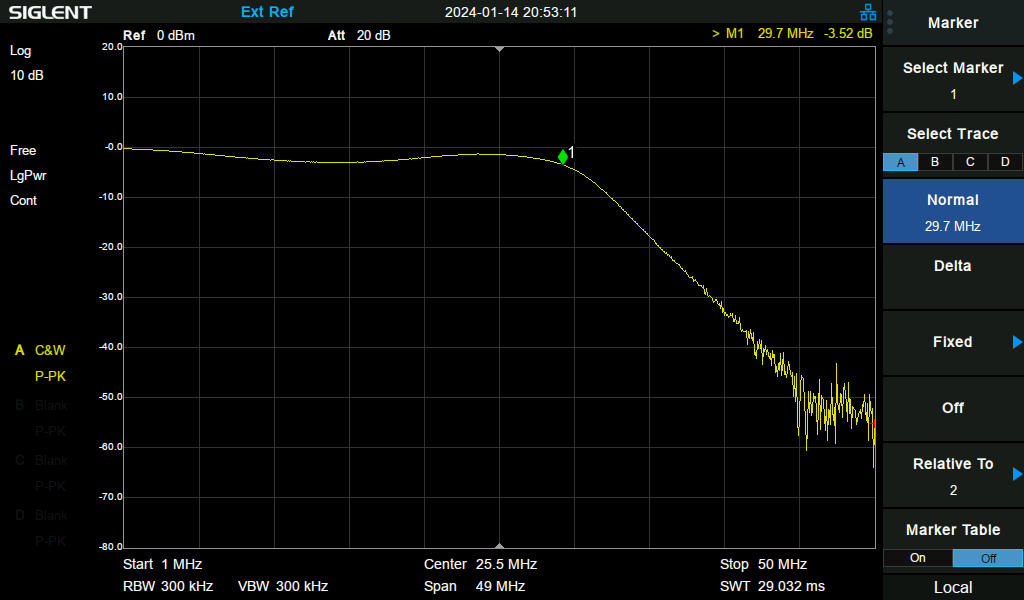 SIGLENT Ext Ref 2024-01-14 20:53:11
Ref 0 dBm Att 20 dB > M1 29.7 MHz -3.52 dB
Log
10 dB
Free
LgPwr
Cont
A C&W
P-PK
B Blank
P-PK
C Blank
P-PK
D Blank
P-PK
20.0
10.0
-0.0
-10.0
-20.0
-30.0
-40.0
-50.0
-60.0
-70.0
-80.0
1
Start 1 MHz Center 25.5 MHz Stop 50 MHz
RBW 300 kHz VBW 300 kHz Span 49 MHz SWT 29.032 ms
Marker
Select Marker
1
Select Trace
A B C D
Normal
29.7 MHz
Delta
Fixed
Off
Relative To
2
Marker Table
On Off
Local